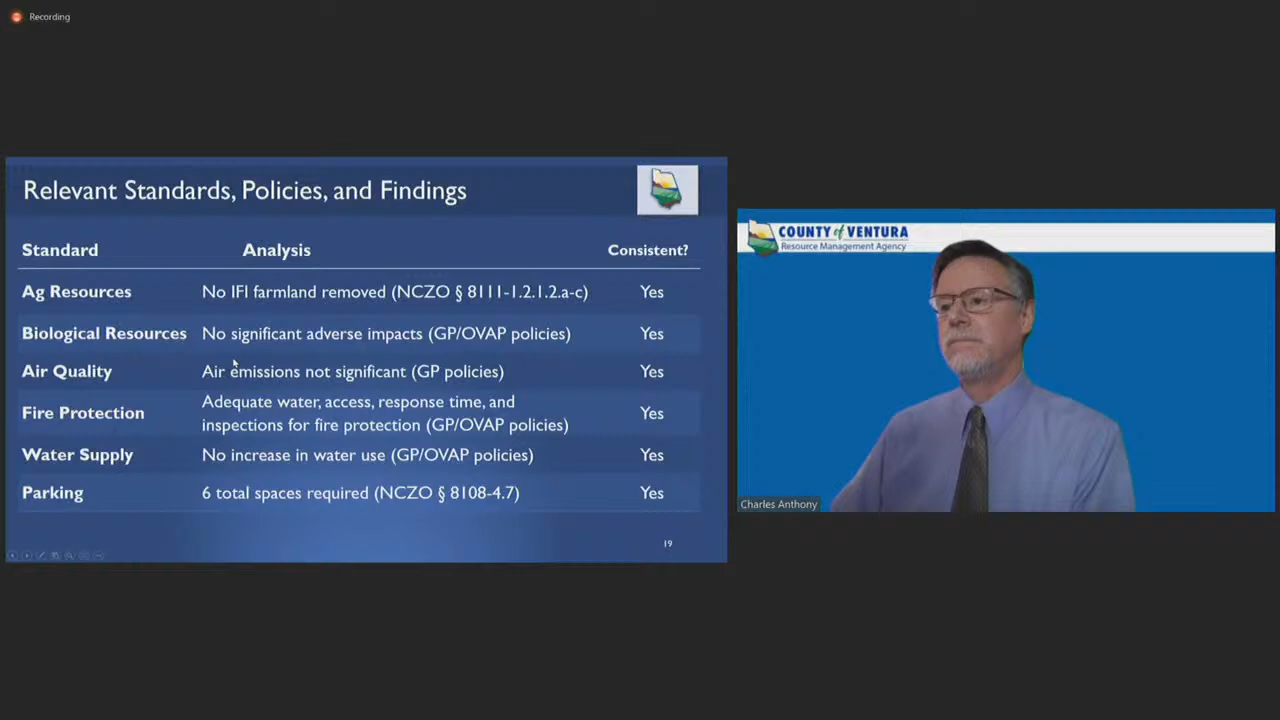 Recording
Relevant Standards, Policies, and Findings
Standard Analysis Consistent?
Ag Resources No IFI farmland removed (NCZO § 8111-1.2.1.2.a-c) Yes
Biological Resources No significant adverse impacts (GP/OVAP policies) Yes
Air Quality Air emissions not significant (GP policies) Yes
Fire Protection Adequate water, access, response time, and
inspections for fire protection (GP/OVAP policies) Yes
Water Supply No increase in water use (GP/OVAP policies) Yes
Parking 6 total spaces required (NCZO § 8108-4.7) Yes
19
COUNTY of VENTURA
Resource Management Agency
Charles Anthony